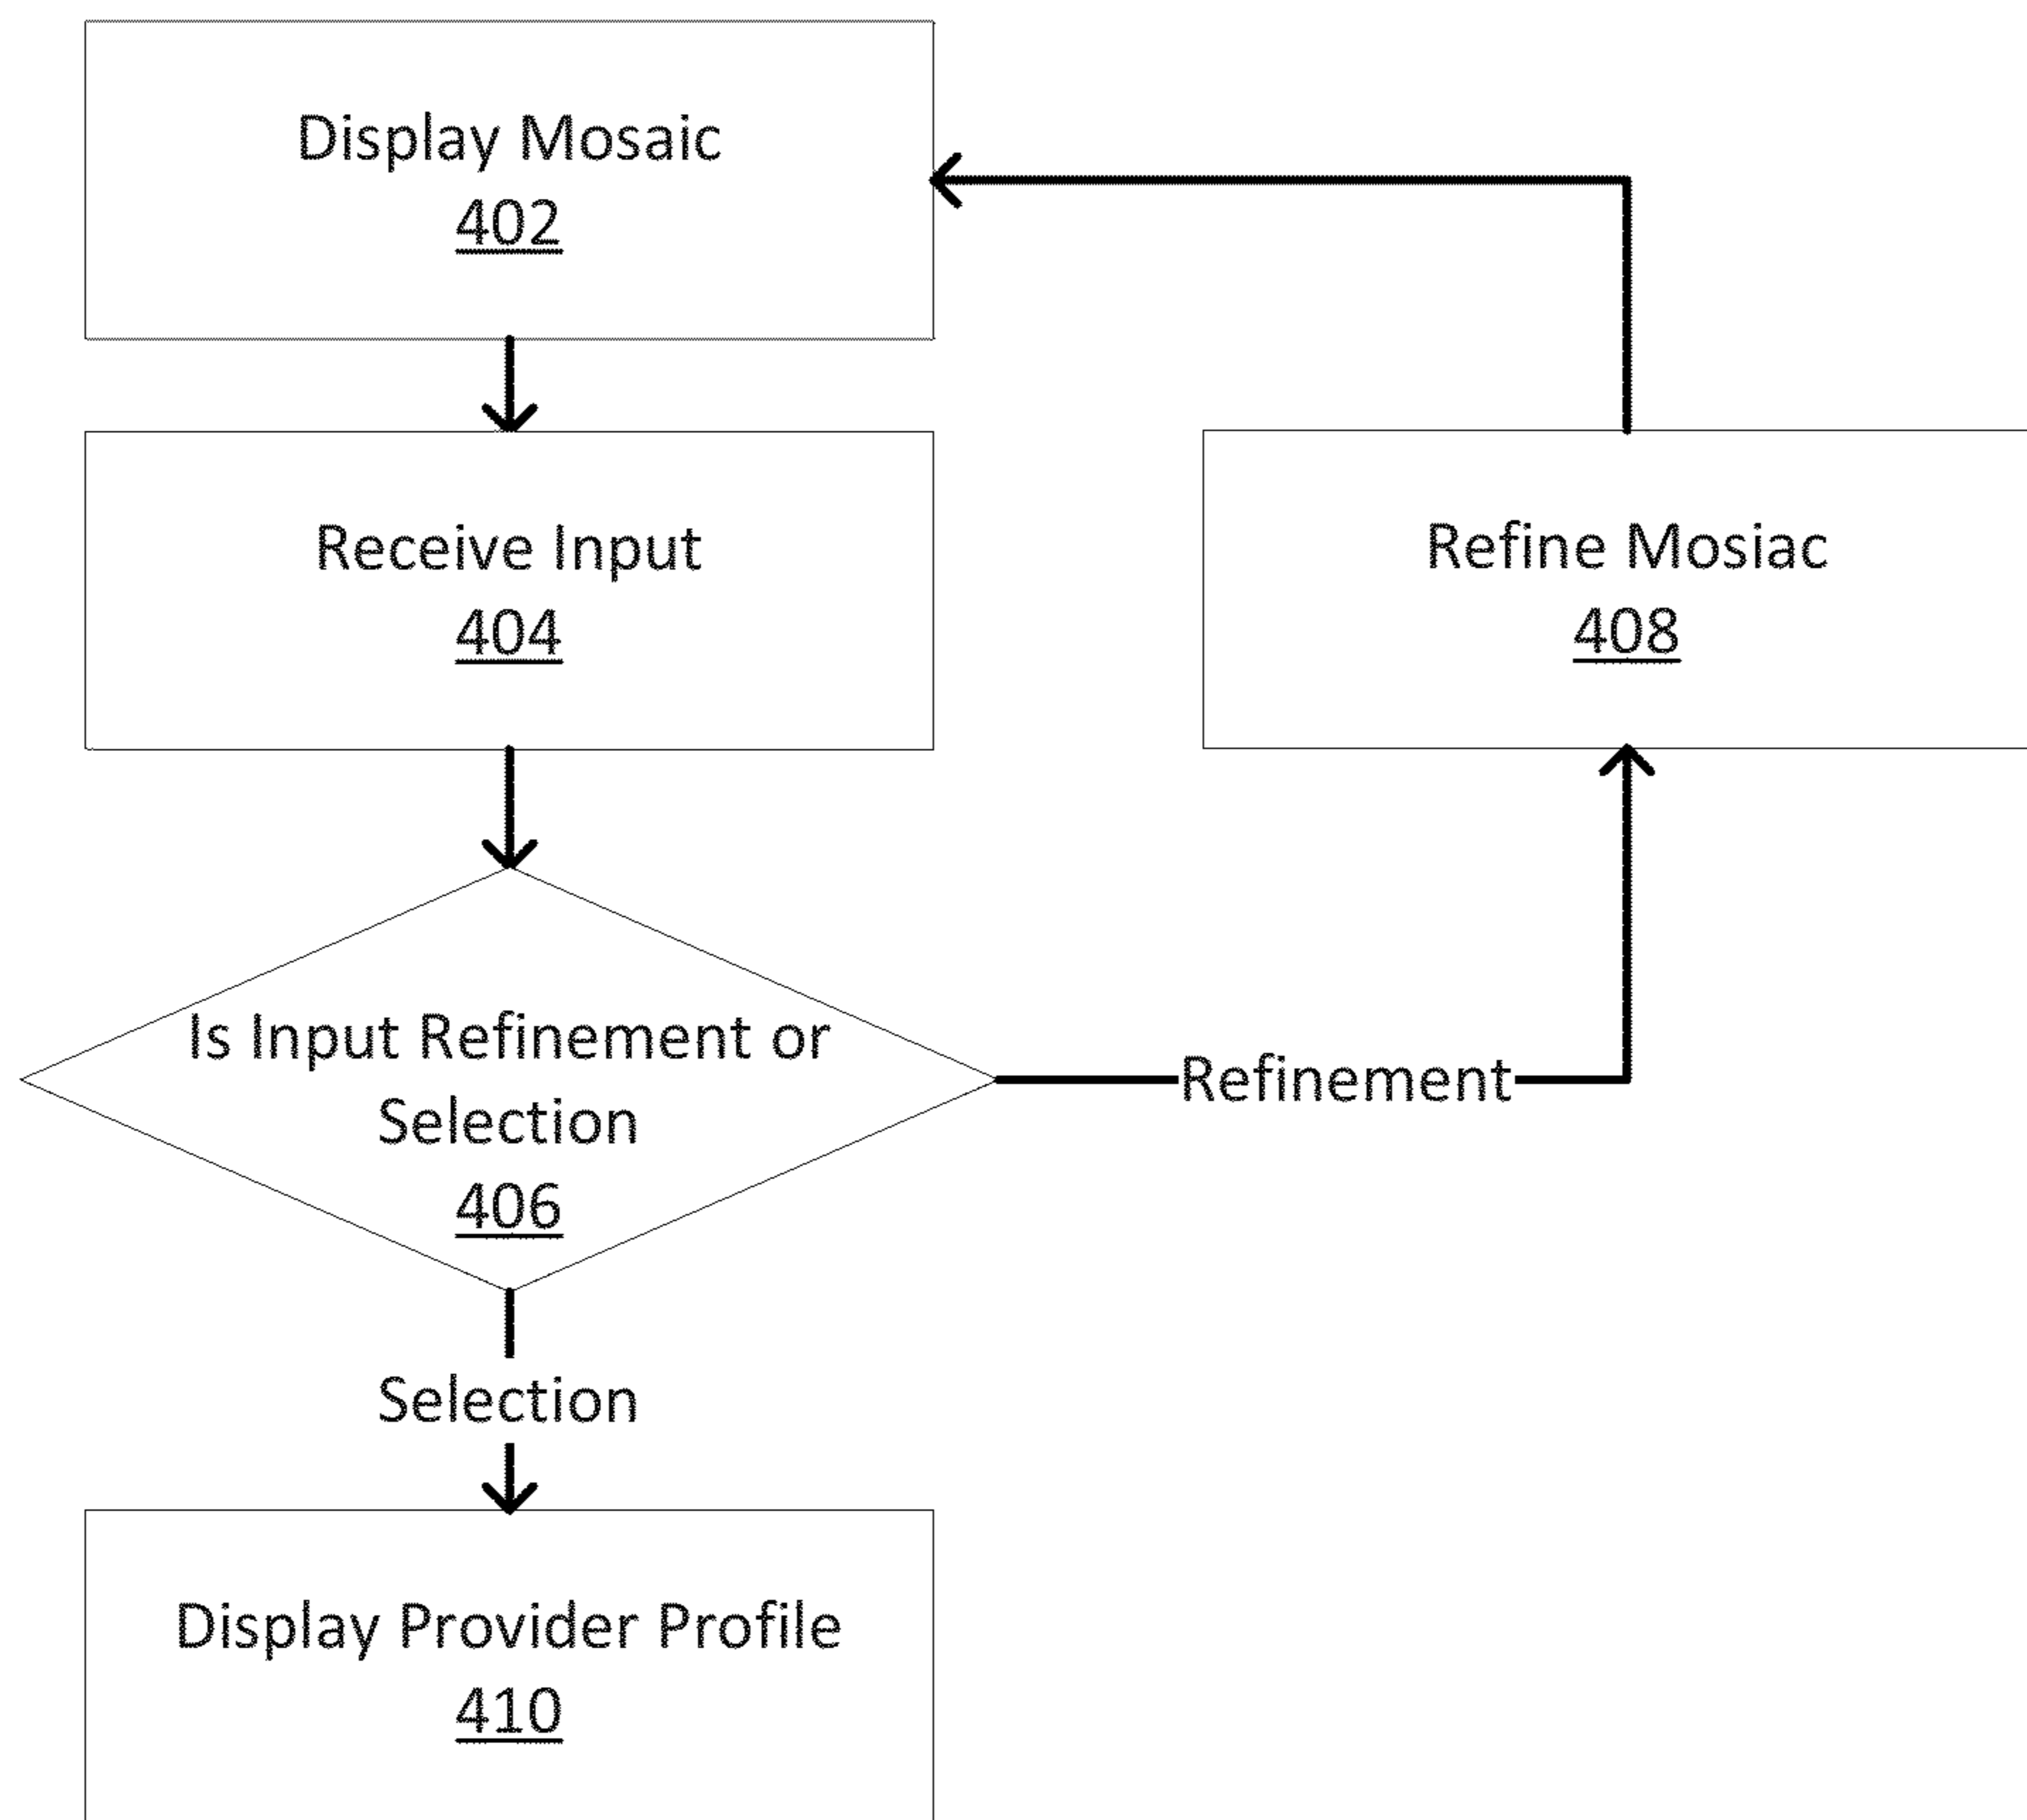 Display Mosaic
402
Receive Input
404
Refine Mosiac
408
Is Input Refinement or
Selection
406
Refinement
Selection
Display Provider Profile
410